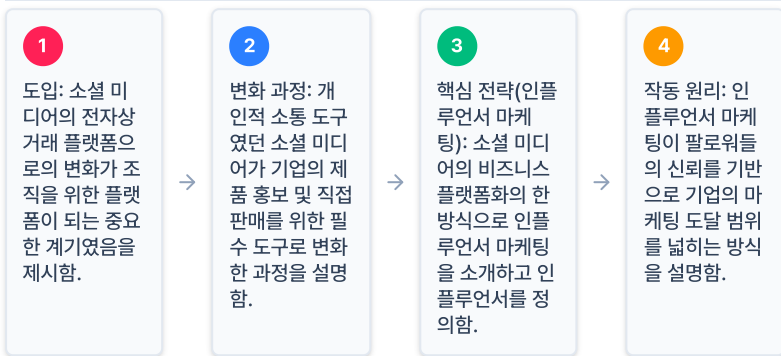 1
도입: 소셜 미
디어의 전자상
거래 플랫폼으
로의 변화가 조
직을 위한 플랫
폼이 되는 중요
한 계기였음을
제시함.
2
변화 과정: 개
인적 소통 도구
였던 소셜 미디
어가 기업의 제
품 홍보 및 직접
판매를 위한 필
수 도구로 변화
한 과정을 설명
함.
3
핵심 전략(인플
루언서 마케
팅): 소셜 미디
어의 비즈니스
플랫폼화의 한
방식으로 인플
루언서 마케팅
을 소개하고 인
플루언서를 정
의함.
4
작동 원리: 인
플루언서 마케
팅이 팔로워들
의 신뢰를 기반
으로 기업의 마
케팅 도달 범위
를 넓히는 방식
을 설명함.